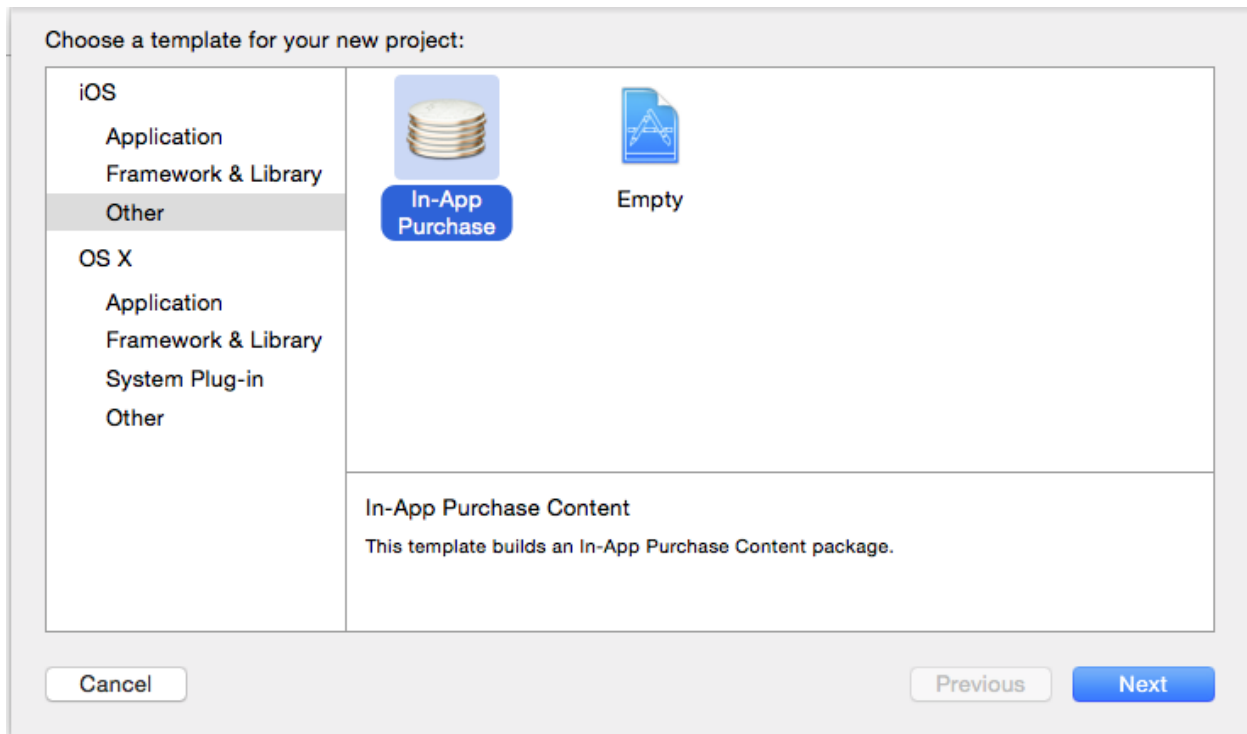 Choose a template for your new project:
iOS
Application
Framework & Library
Other
OS X
Application
Framework & Library
System Plug-in
Other
In-App
Purchase
Empty
In-App Purchase Content
This template builds an In-App Purchase Content package.
Cancel
Previous
Next